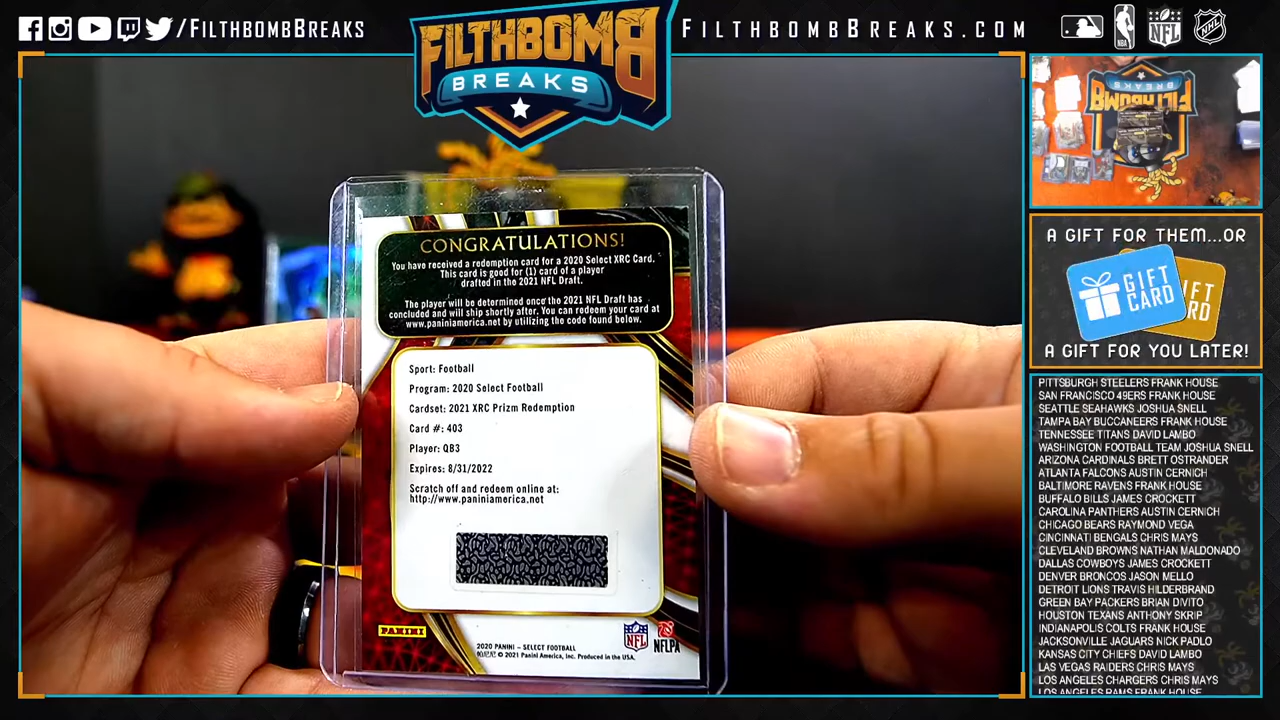 /FILTHBOMBBREAKS
FILTHBOMB
BREAKS
FILTHBOMBBREAKS.COM
CONGRATULATIONS!
You have received a redemption card for a 2020 Select XRC Card.
This card is good for (1) card of a player
drafted in the 2021 NFL Draft.
The player will be determined once the 2021 NFL Draft has
concluded and will ship shortly after. You can redeem your card at
www.paniniamerica.net by utilizing the code found below.
Sport: Football
Program: 2020 Select Football
Cardset: 2021 XRC Prizm Redemption
Card #: 403
Player: QB3
Expires: 8/31/2022
Scratch off and redeem online at:
http://www.paniniamerica.net
PANINI
2020 PANINI – SELECT FOOTBALL
© 2021 Panini America, Inc. Produced in the USA.
NFL
NFLPA
A GIFT FOR THEM...OR
GIFT
CARD
A GIFT FOR YOU LATER!
PITTSBURGH STEELERS FRANK HOUSE
SAN FRANCISCO 49ERS FRANK HOUSE
SEATTLE SEAHAWKS JOSHUA SNELL
TAMPA BAY BUCCANEERS FRANK HOUSE
TENNESSEE TITANS DAVID LAMBO
WASHINGTON FOOTBALL TEAM JOSHUA SNELL
ARIZONA CARDINALS BRETT OSTRANDER
ATLANTA FALCONS AUSTIN CERNICH
BALTIMORE RAVENS FRANK HOUSE
BUFFALO BILLS JAMES CROCKETT
CAROLINA PANTHERS AUSTIN CERNICH
CHICAGO BEARS RAYMOND VEGA
CINCINNATI BENGALS CHRIS MAYS
CLEVELAND BROWNS NATHAN MALDONADO
DALLAS COWBOYS JAMES CROCKETT
DENVER BRONCOS JASON MELLO
DETROIT LIONS TRAVIS HILDERBRAND
GREEN BAY PACKERS BRIAN DIVITO
HOUSTON TEXANS ANTHONY SKRIP
INDIANAPOLIS COLTS FRANK HOUSE
JACKSONVILLE JAGUARS NICK PADLO
KANSAS CITY CHIEFS DAVID LAMBO
LAS VEGAS RAIDERS CHRIS MAYS
LOS ANGELES CHARGERS CHRIS MAYS
LOS ANGELES RAMS FRANK HOUSE